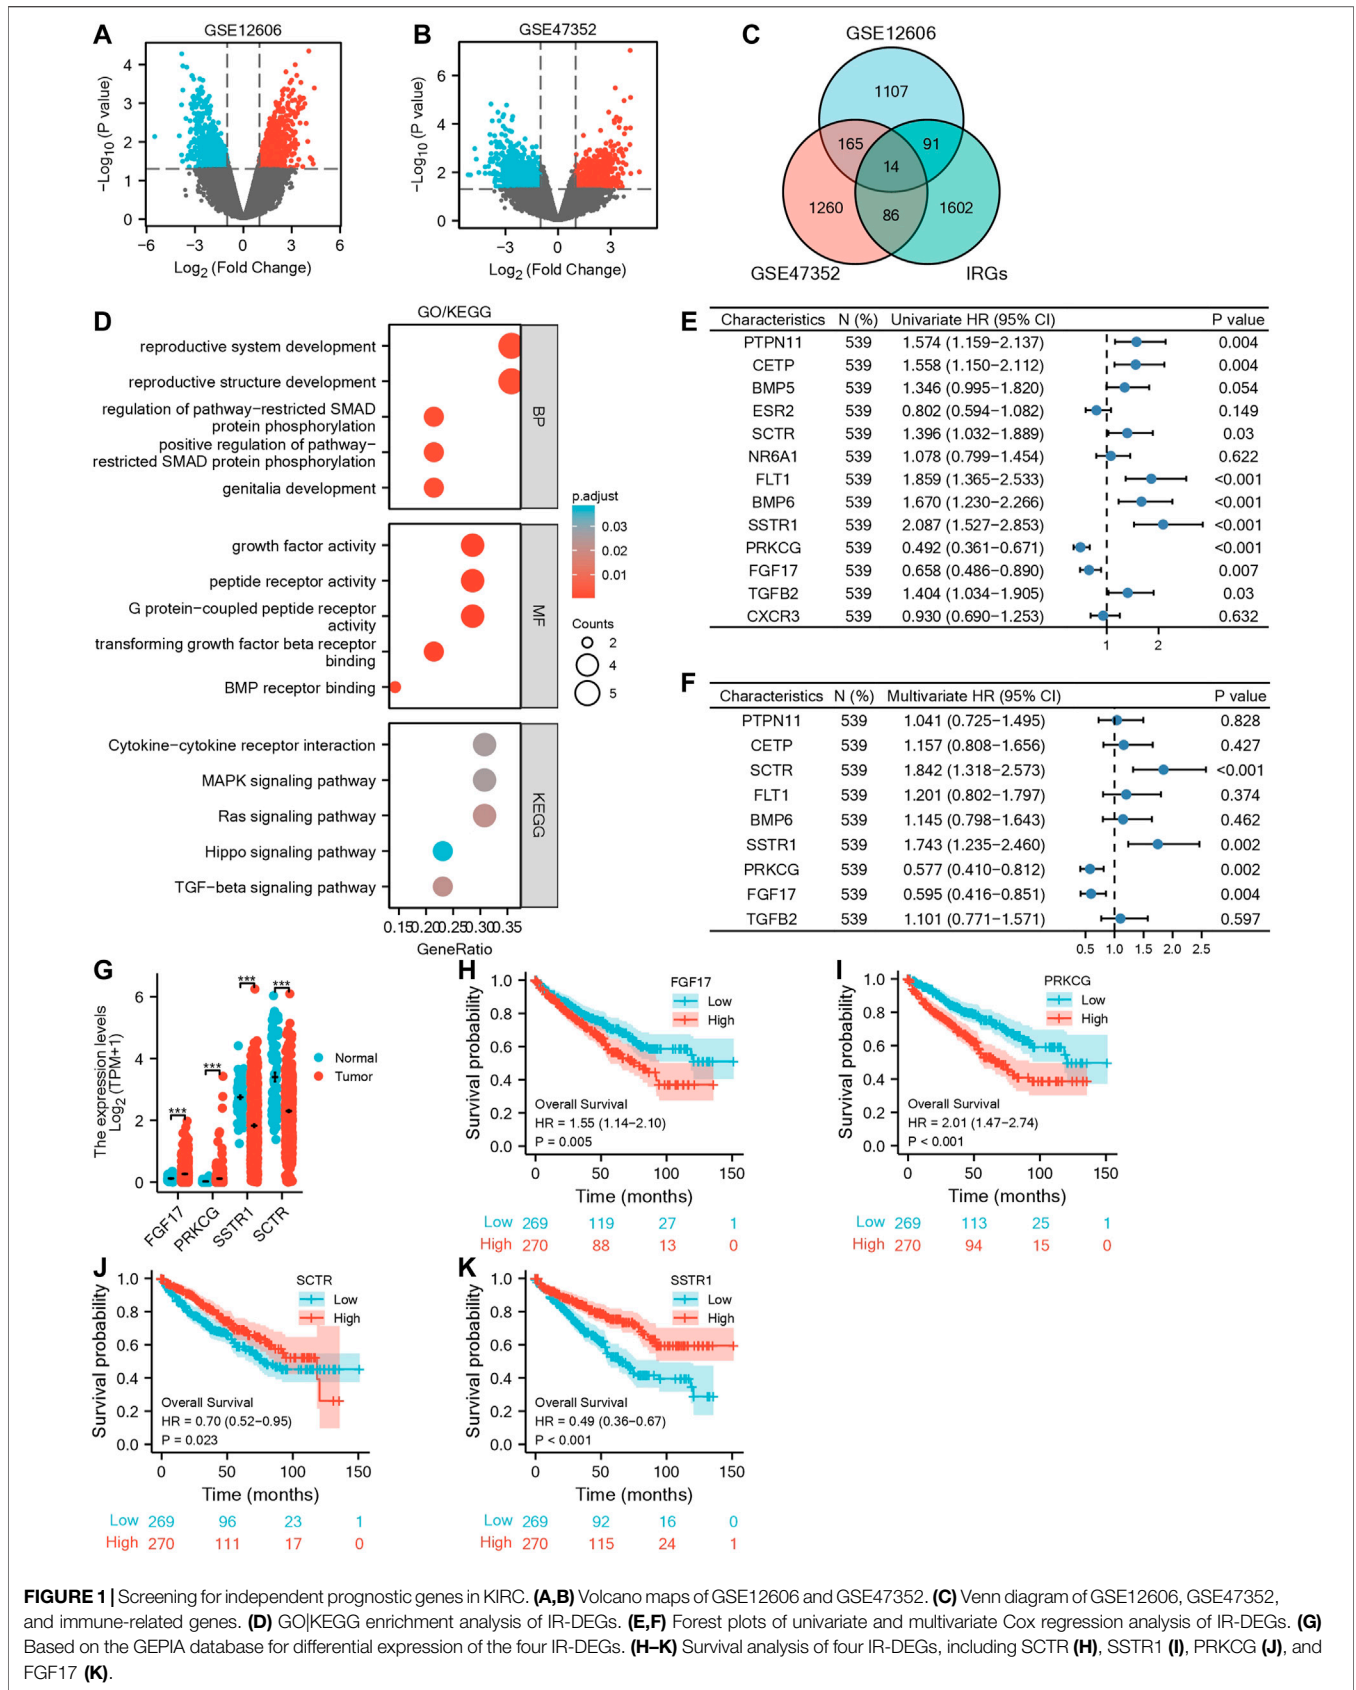 A
GSE12606
−Log10 (P value)
4
3
2
1
0
−6 −3 0 3 6
Log2 (Fold Change)
B
GSE47352
−Log10 (P value)
6
4
2
0
−3 0 3
Log2 (Fold Change)
C
GSE12606
1107
165 91
14
1260 86 1602
GSE47352 IRGs
D
GO/KEGG
reproductive system development
reproductive structure development
regulation of pathway−restricted SMAD
protein phosphorylation
positive regulation of pathway−
restricted SMAD protein phosphorylation
genitalia development
BP
growth factor activity
peptide receptor activity
G protein−coupled peptide receptor
activity
transforming growth factor beta receptor
binding
BMP receptor binding
MF
Cytokine−cytokine receptor interaction
MAPK signaling pathway
Ras signaling pathway
Hippo signaling pathway
TGF−beta signaling pathway
KEGG
0.15 0.20 0.25 0.30 0.35
GeneRatio
p.adjust
0.03
0.02
0.01
Counts
2
4
5
E
Characteristics N (%) Univariate HR (95% CI) P value
PTPN11 539 1.574 (1.159−2.137) 0.004
CETP 539 1.558 (1.150−2.112) 0.004
BMP5 539 1.346 (0.995−1.820) 0.054
ESR2 539 0.802 (0.594−1.082) 0.149
SCTR 539 1.396 (1.032−1.889) 0.03
NR6A1 539 1.078 (0.799−1.454) 0.622
FLT1 539 1.859 (1.365−2.533) <0.001
BMP6 539 1.670 (1.230−2.266) <0.001
SSTR1 539 2.087 (1.527−2.853) <0.001
PRKCG 539 0.492 (0.361−0.671) <0.001
FGF17 539 0.658 (0.486−0.890) 0.007
TGFB2 539 1.404 (1.034−1.905) 0.03
CXCR3 539 0.930 (0.690−1.253) 0.632
1 2
F
Characteristics N (%) Multivariate HR (95% CI) P value
PTPN11 539 1.041 (0.725−1.495) 0.828
CETP 539 1.157 (0.808−1.656) 0.427
SCTR 539 1.842 (1.318−2.573) <0.001
FLT1 539 1.201 (0.802−1.797) 0.374
BMP6 539 1.145 (0.798−1.643) 0.462
SSTR1 539 1.743 (1.235−2.460) 0.002
PRKCG 539 0.577 (0.410−0.812) 0.002
FGF17 539 0.595 (0.416−0.851) 0.004
TGFB2 539 1.101 (0.771−1.571) 0.597
0.5 1.0 1.5 2.0 2.5
G
The expression levels
Log2 (TPM+1)
6
4
2
0
*** *** *** ***
FGF17 PRKCG SSTR1 SCTR
Normal
Tumor
H
Survival probability
1.0
0.8
0.6
0.4
0.2
0.0
FGF17
Low
High
Overall Survival
HR = 1.55 (1.14−2.10)
P = 0.005
0 50 100 150
Time (months)
Low 269 119 27 1
High 270 88 13 0
I
Survival probability
1.0
0.8
0.6
0.4
0.2
0.0
PRKCG
Low
High
Overall Survival
HR = 2.01 (1.47−2.74)
P < 0.001
0 50 100 150
Time (months)
Low 269 113 25 1
High 270 94 15 0
J
Survival probability
1.0
0.8
0.6
0.4
0.2
0.0
SCTR
Low
High
Overall Survival
HR = 0.70 (0.52−0.95)
P = 0.023
0 50 100 150
Time (months)
Low 269 96 23 1
High 270 111 17 0
K
Survival probability
1.0
0.8
0.6
0.4
0.2
0.0
SSTR1
Low
High
Overall Survival
HR = 0.49 (0.36−0.67)
P < 0.001
0 50 100 150
Time (months)
Low 269 92 16 0
High 270 115 24 1
FIGURE 1 | Screening for independent prognostic genes in KIRC. (A,B) Volcano maps of GSE12606 and GSE47352. (C) Venn diagram of GSE12606, GSE47352,
and immune-related genes. (D) GO|KEGG enrichment analysis of IR-DEGs. (E,F) Forest plots of univariate and multivariate Cox regression analysis of IR-DEGs. (G)
Based on the GEPIA database for differential expression of the four IR-DEGs. (H–K) Survival analysis of four IR-DEGs, including SCTR (H), SSTR1 (I), PRKCG (J), and
FGF17 (K).